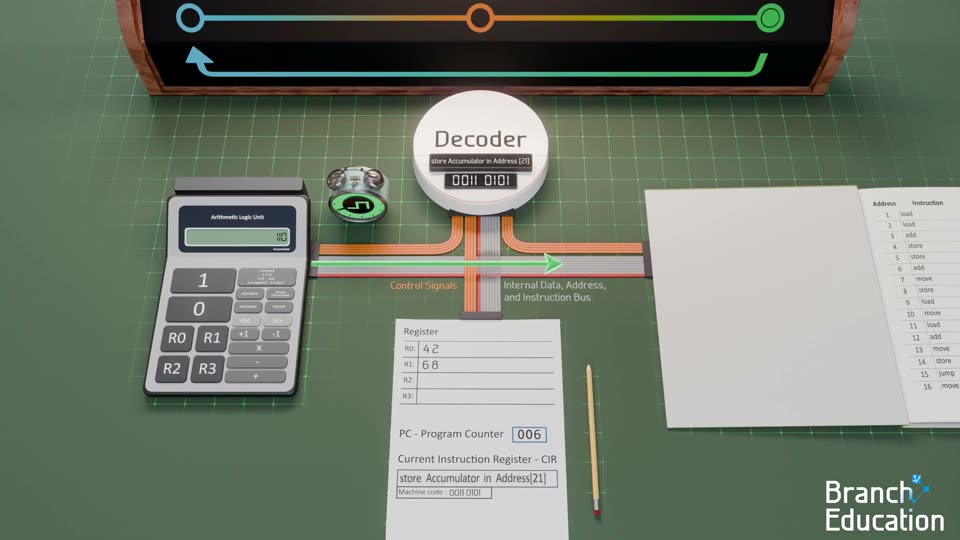 Decoder
store Accumulator in Address [21]
0011 0101
Arithmetic Logic Unit
110
1
0
R0 R1
R2 R3
<< >>
+1 -1
x
-
+
Control Signals
Internal Data, Address,
and Instruction Bus
Register
R0: 42
R1: 68
R2:
R3:
PC - Program Counter 006
Current Instruction Register - CIR
store Accumulator in Address[21]
Machine code : 0011 0101
Address Instruction
1 load
2 load
3 add
4 store
5 store
6 add
7 move
8 store
9 load
10 move
11 load
12 add
13 move
14 store
15 jump
16 move
Branch
Education